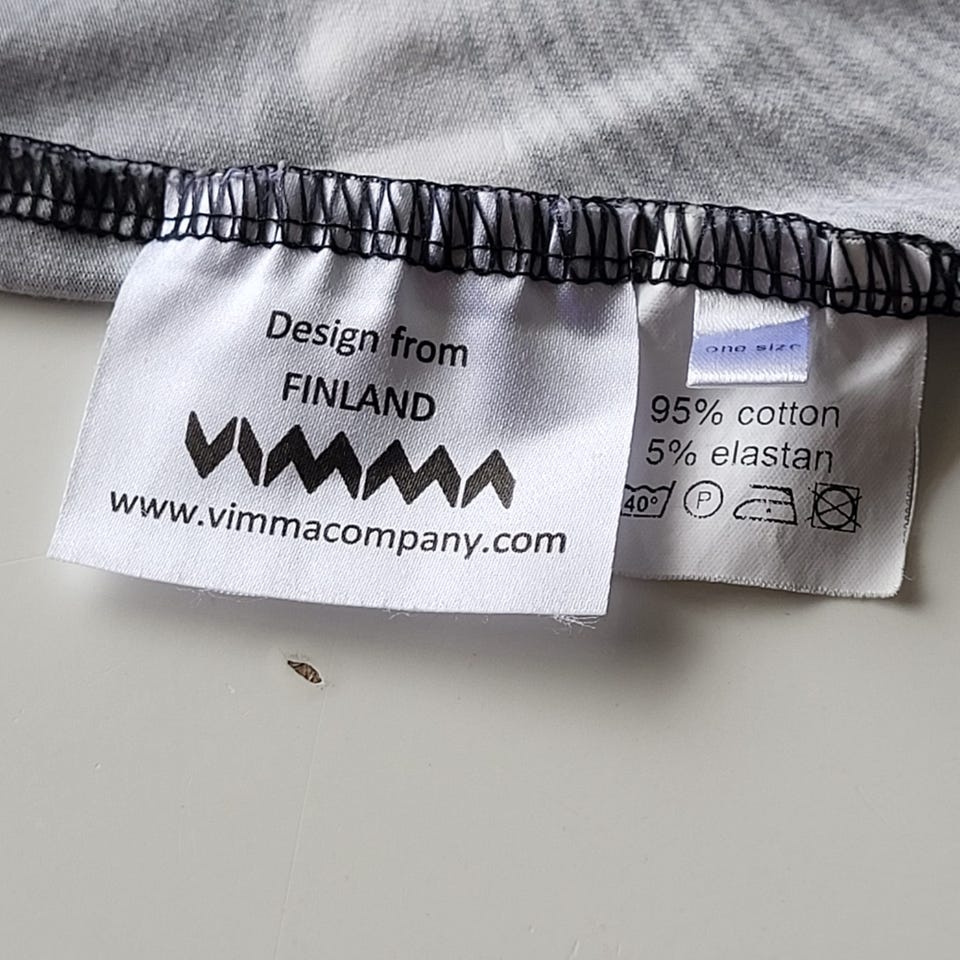 Design from
FINLAND
VIMMA
www.vimmacompany.com
one size
95% cotton
5% elastan
40° P